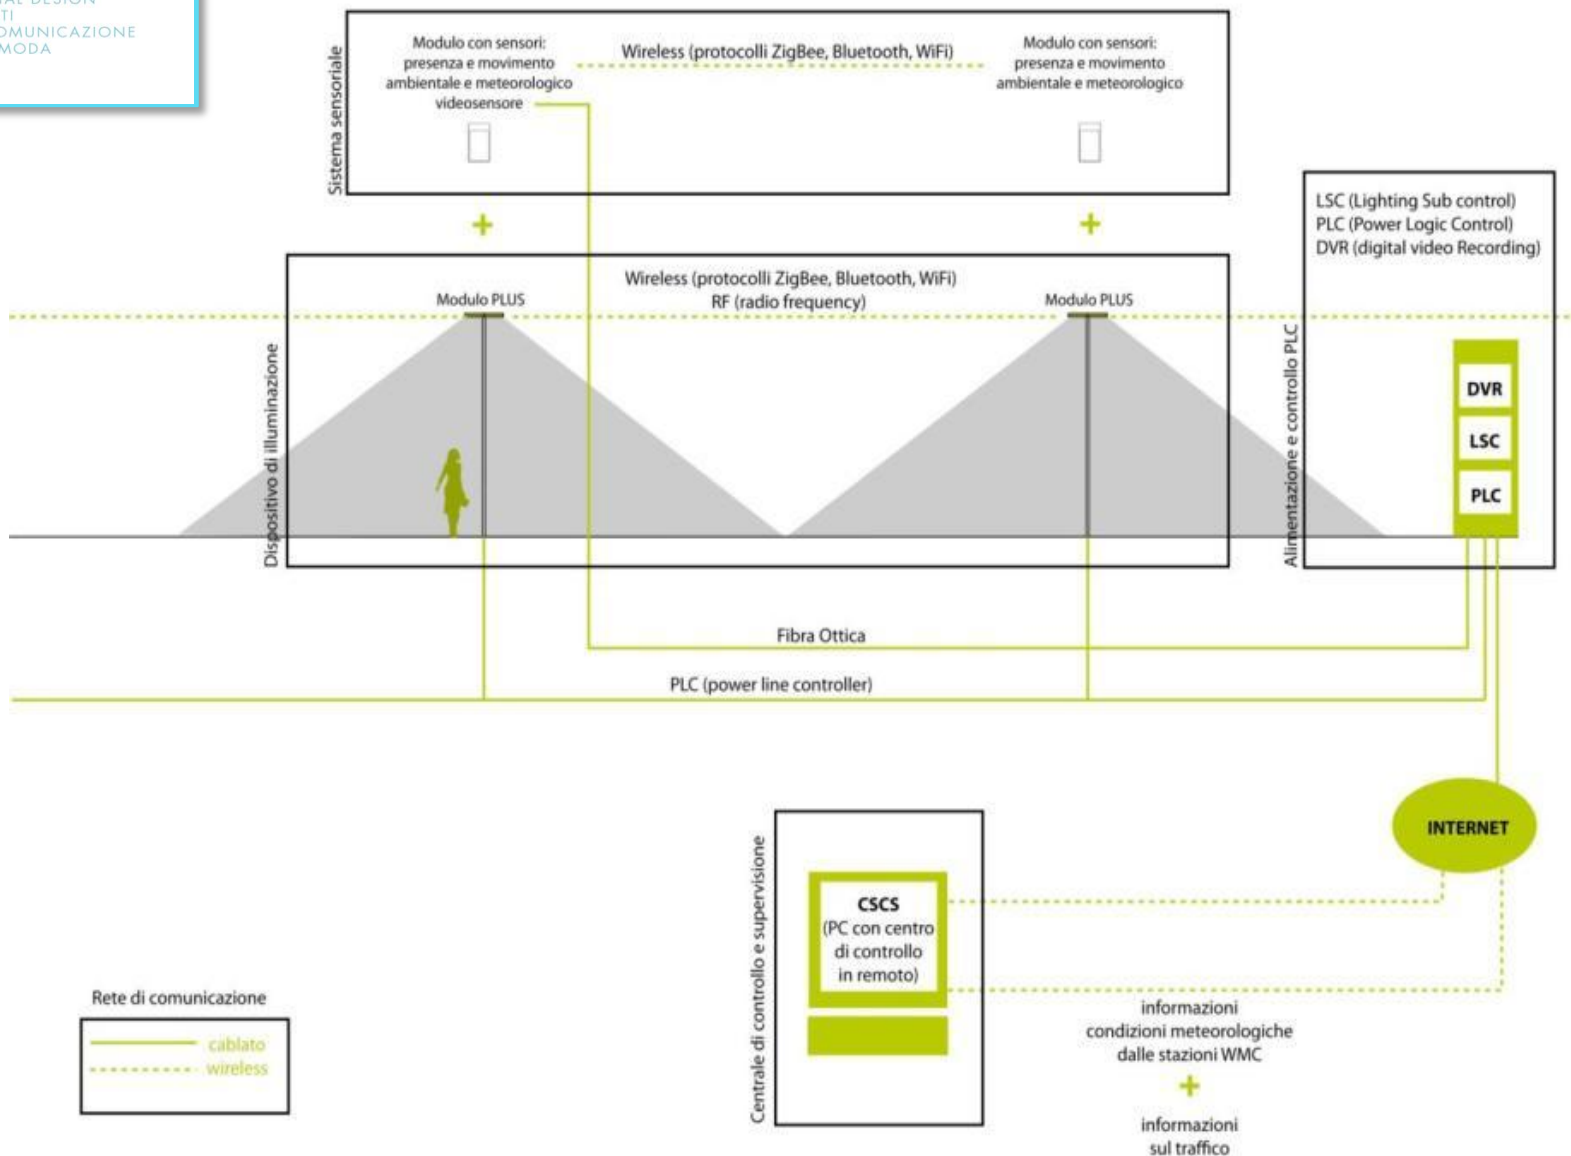 TI
MODA
Sistema sensoriale
Modulo con sensori:
presenza e movimento
ambientale e meteorologico
videosensore
Wireless (protocolli ZigBee, Bluetooth, WiFi)
Modulo con sensori:
presenza e movimento
ambientale e meteorologico
LSC (Lighting Sub control)
PLC (Power Logic Control)
DVR (digital video Recording)
+
+
Dispositivo di illuminazione
Wireless (protocolli ZigBee, Bluetooth, WiFi)
RF (radio frequency)
Modulo PLUS
Modulo PLUS
Alimentazione e controllo PLC
DVR
LSC
PLC
Fibra Ottica
PLC (power line controller)
INTERNET
Centrale di controllo e supervisione
CSCS
(PC con centro
di controllo
in remoto)
informazioni
condizioni meteorologiche
dalle stazioni WMC
+
informazioni
sul traffico
Rete di comunicazione
cablato
wireless